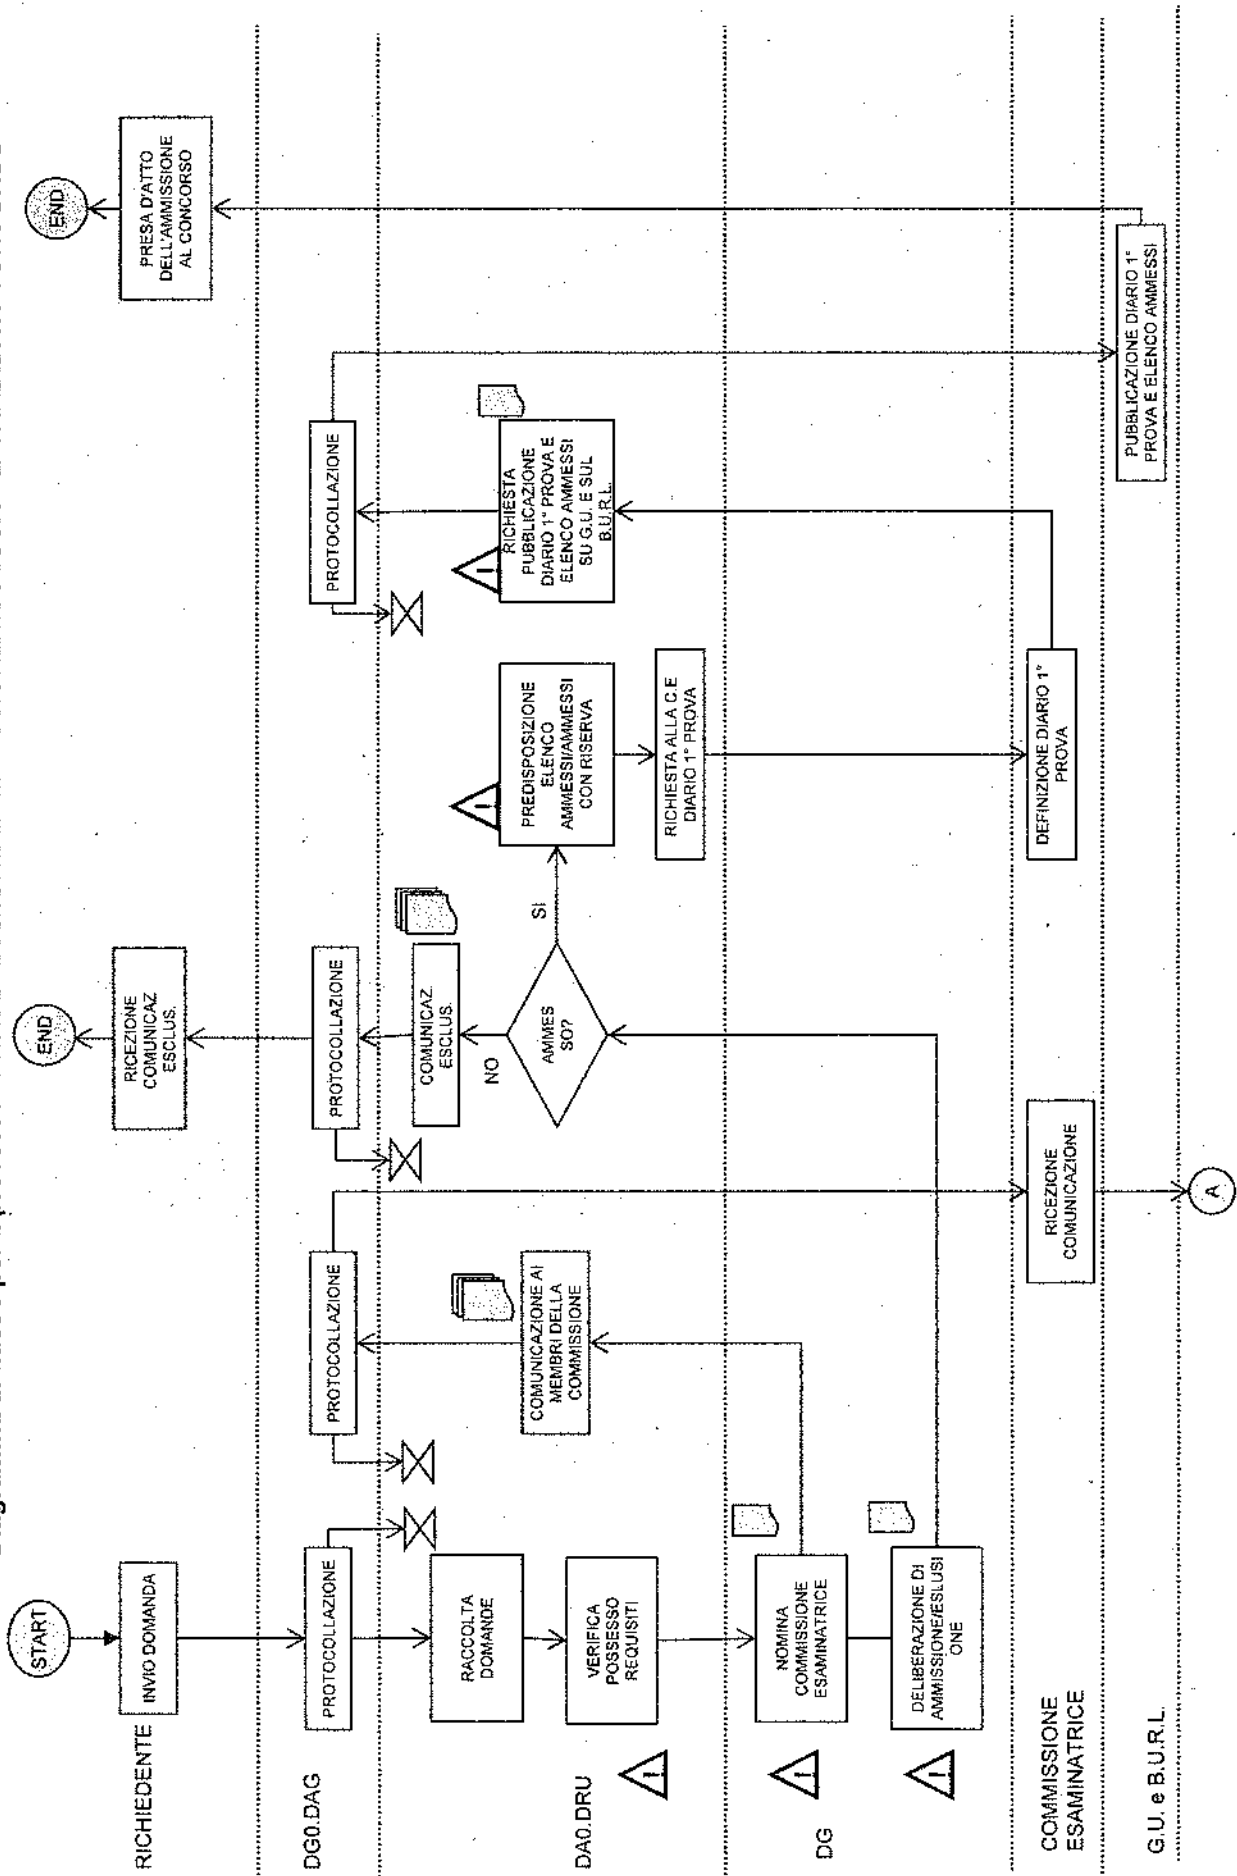 RICHIEDENTE
START
INVIO DOMANDA
RICEZIONE
COMUNICAZ
ESCLUS.
END
PRESA D'ATTO
DELL'AMMISSIONE
AL CONCORSO
END
DG0.DAG
PROTOCOLLAZIONE
PROTOCOLLAZIONE
PROTOCOLLAZIONE
PROTOCOLLAZIONE
DA0.DRU
RACCOLTA
DOMANDE
VERIFICA
POSSESSO
REQUISITI
!
COMUNICAZIONE AI
MEMBRI DELLA
COMMISSIONE
COMUNICAZ.
ESCLUS.
NO
AMMES
SO?
SI
!
PREDISPOSIZIONE
ELENCO
AMMESSI/AMMESSI
CON RISERVA
RICHIESTA ALLA C.E
DIARIO 1° PROVA
!
RICHIESTA
PUBBLICAZIONE
DIARIO 1° PROVA E
ELENCO AMMESSI
SU G.U. E SUL
B.U.R.L.
DG
!
NOMINA
COMMISSIONE
ESAMINATRICE
!
DELIBERAZIONE DI
AMMISSIONE/ESLUSI
ONE
COMMISSIONE
ESAMINATRICE
RICEZIONE
COMUNICAZIONE
DEFINIZIONE DIARIO 1°
PROVA
G.U. e B.U.R.L.
A
PUBBLICAZIONE DIARIO 1°
PROVA E ELENCO AMMESSI